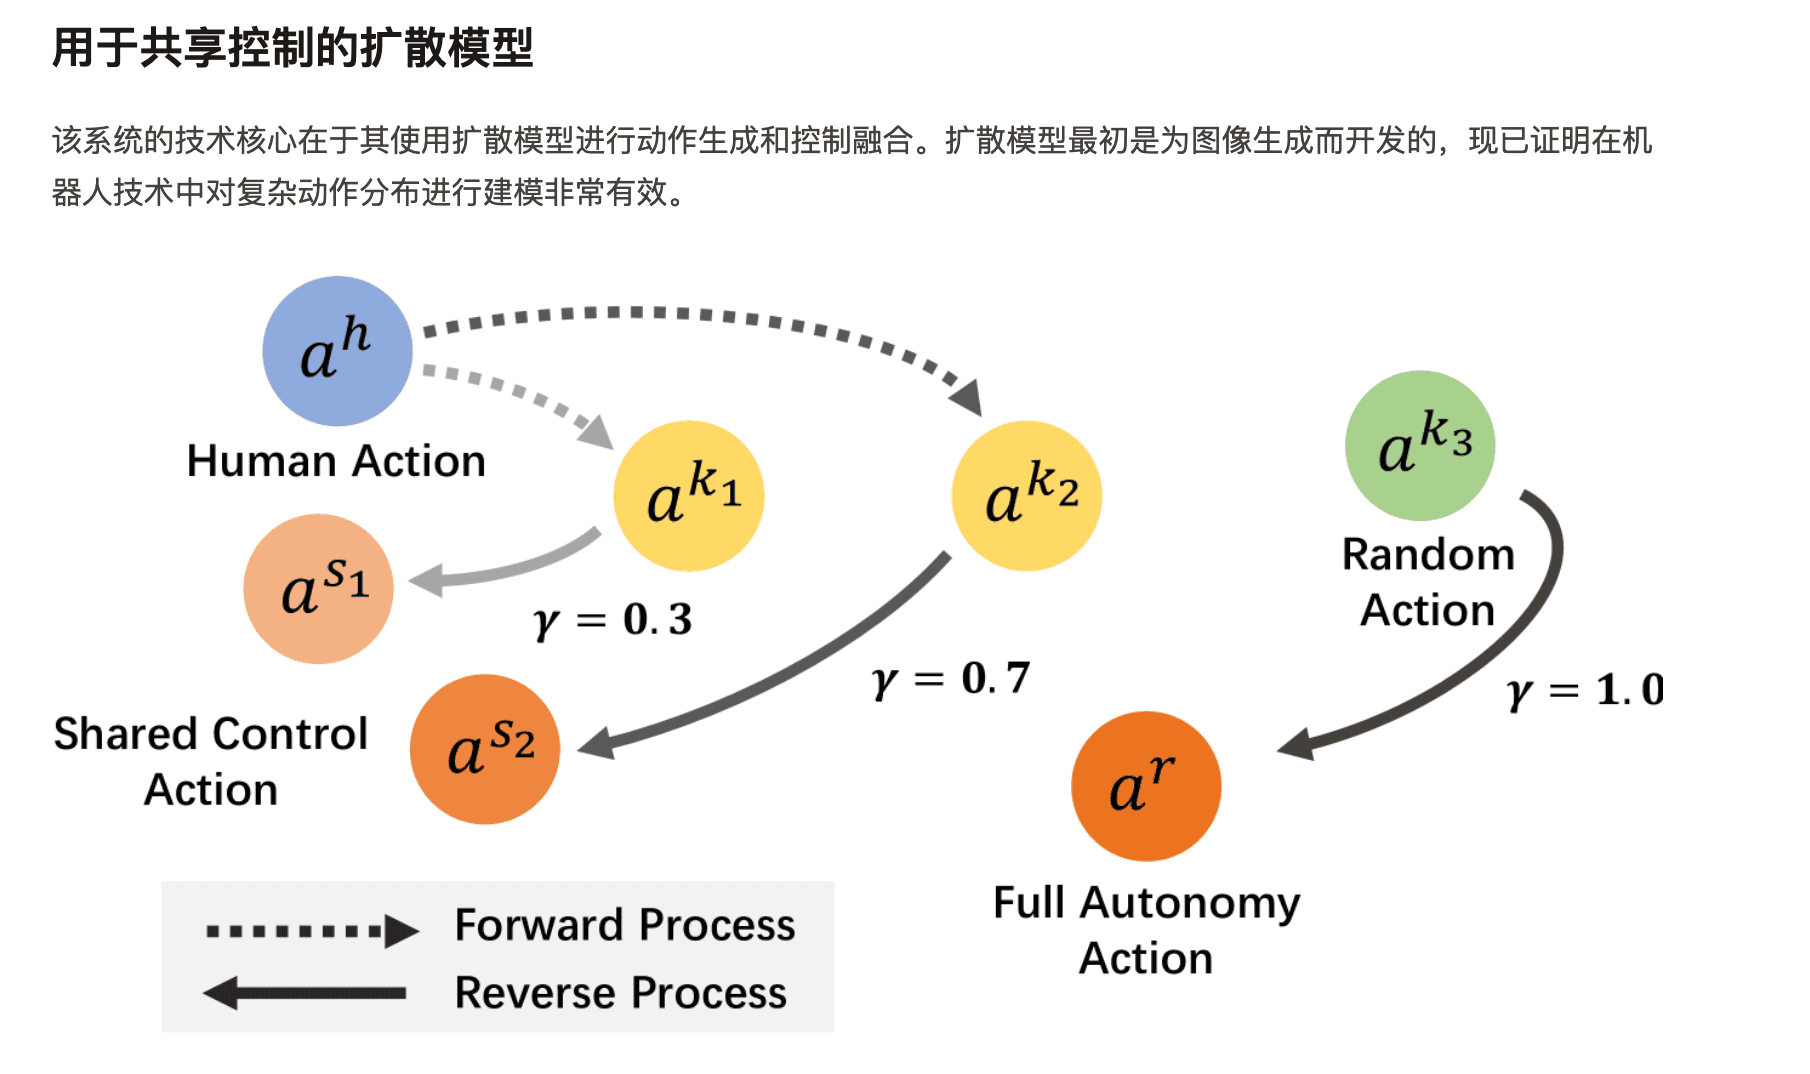 用于共享控制的扩散模型
该系统的技术核心在于其使用扩散模型进行动作生成和控制融合。扩散模型最初是为图像生成而开发的，现已证明在机
器人技术中对复杂动作分布进行建模非常有效。
a^h
Human Action
a^{k_1}
a^{k_2}
a^{k_3}
Random
Action
a^{s_1}
γ = 0.3
γ = 0.7
γ = 1.0
Shared Control
Action
a^{s_2}
a^r
Full Autonomy
Action
Forward Process
Reverse Process